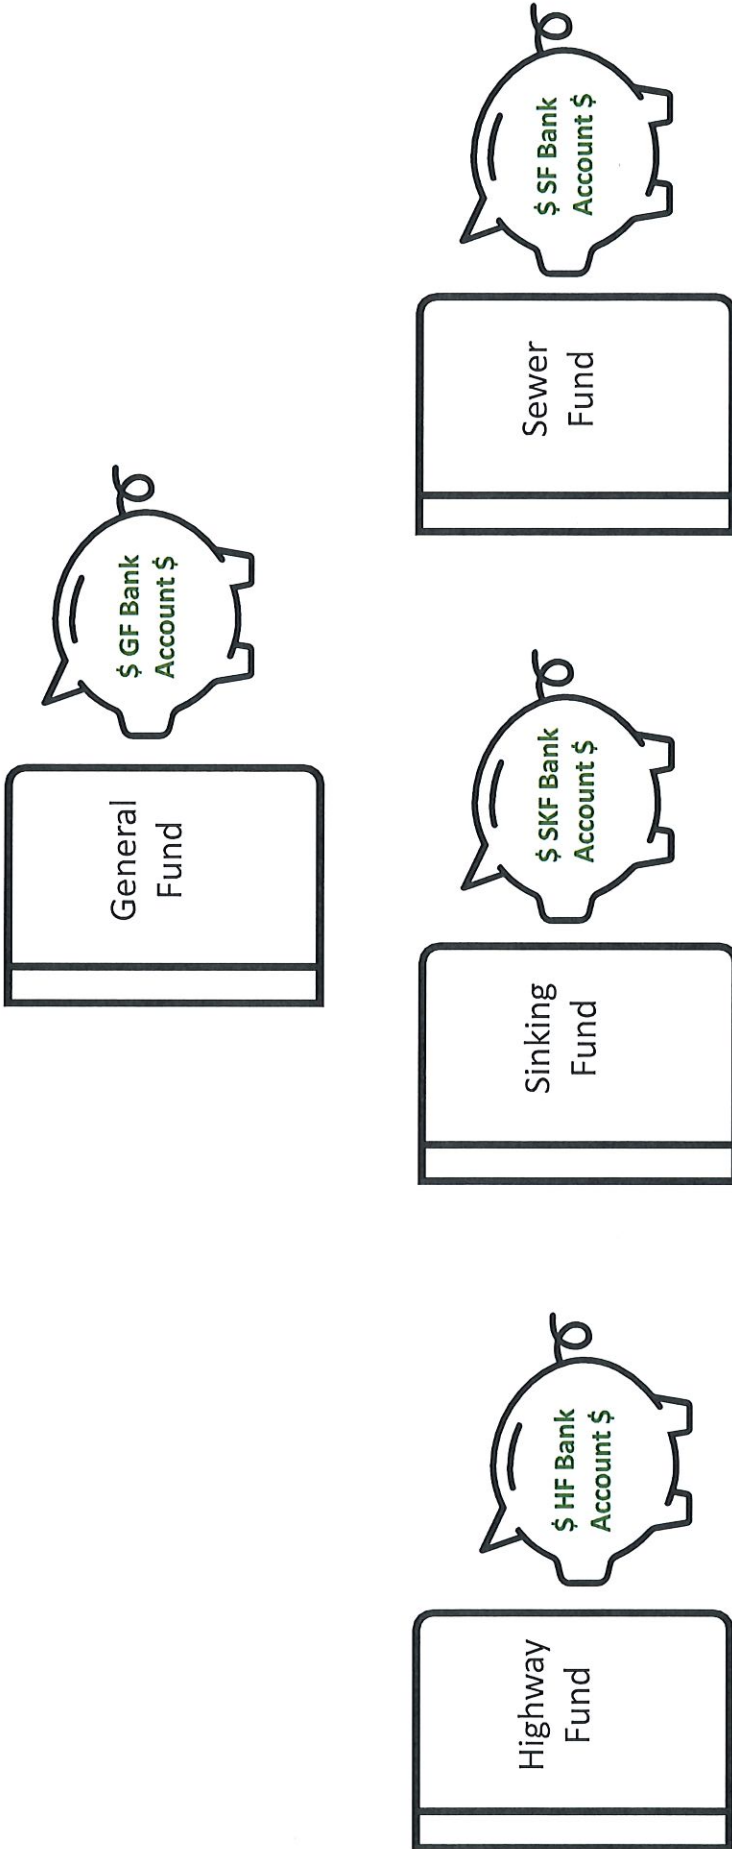 General
Fund
$ GF Bank
Account $
Highway
Fund
$ HF Bank
Account $
Sinking
Fund
$ SKF Bank
Account $
Sewer
Fund
$ SF Bank
Account $